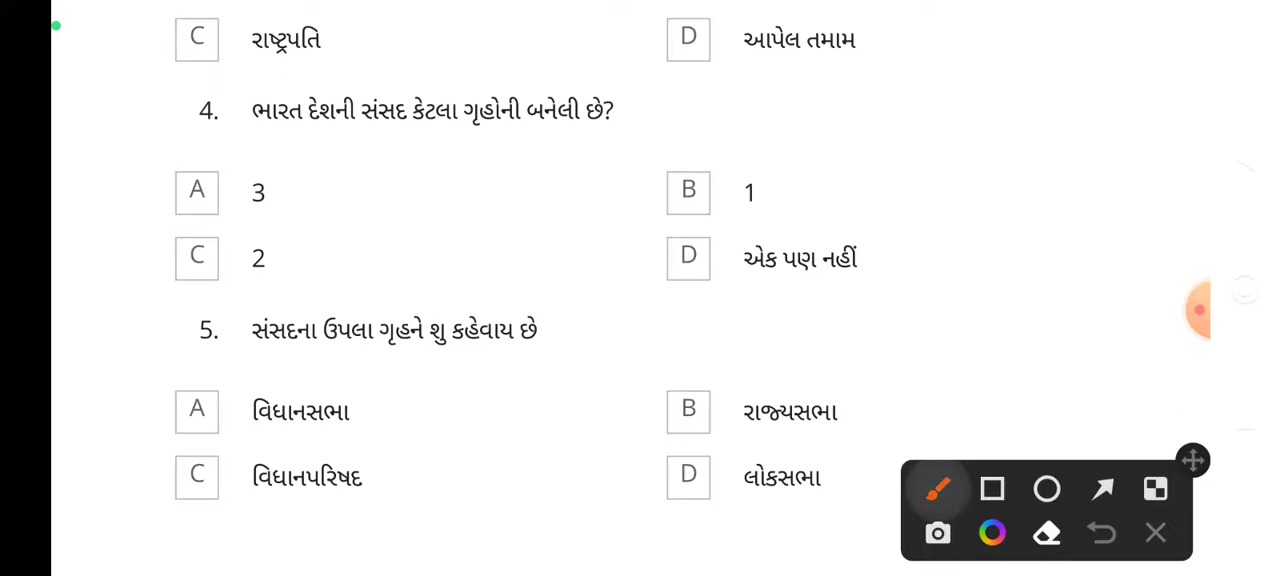 C રાષ્ટ્રપતિ D આપેલ તમામ
4. ભારત દેશની સંસદ કેટલા ગૃહોની બનેલી છે?
A 3 B 1
C 2 D એક પણ નહીં
5. સંસદના ઉપલા ગૃહને શુ કહેવાય છે
A વિધાનસભા B રાજ્યસભા
C વિધાનપરિષદ D લોકસભા